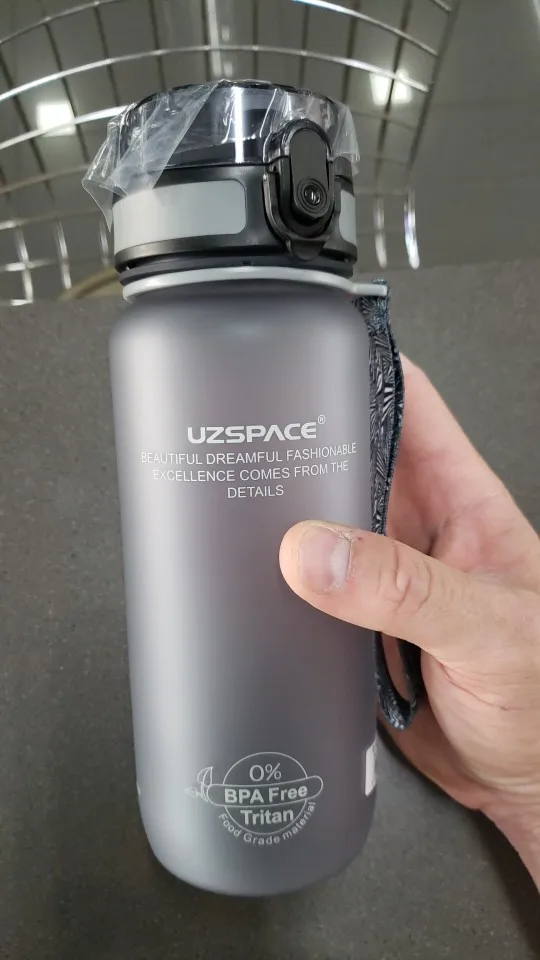 UZSPACE®
BEAUTIFUL DREAMFUL FASHIONABLE
EXCELLENCE COMES FROM THE
DETAILS
0%
BPA Free
Tritan
Food Grade material